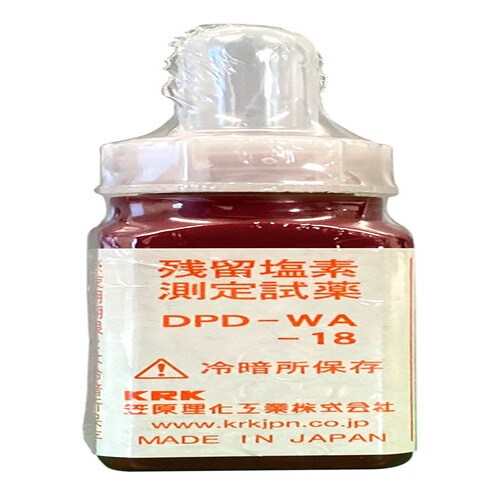 残留塩素
測定試薬
DPD-WA
-18
冷暗所保存
KRK
笠原理化工業株式会社
www.krkjpn.co.jp
MADE IN JAPAN